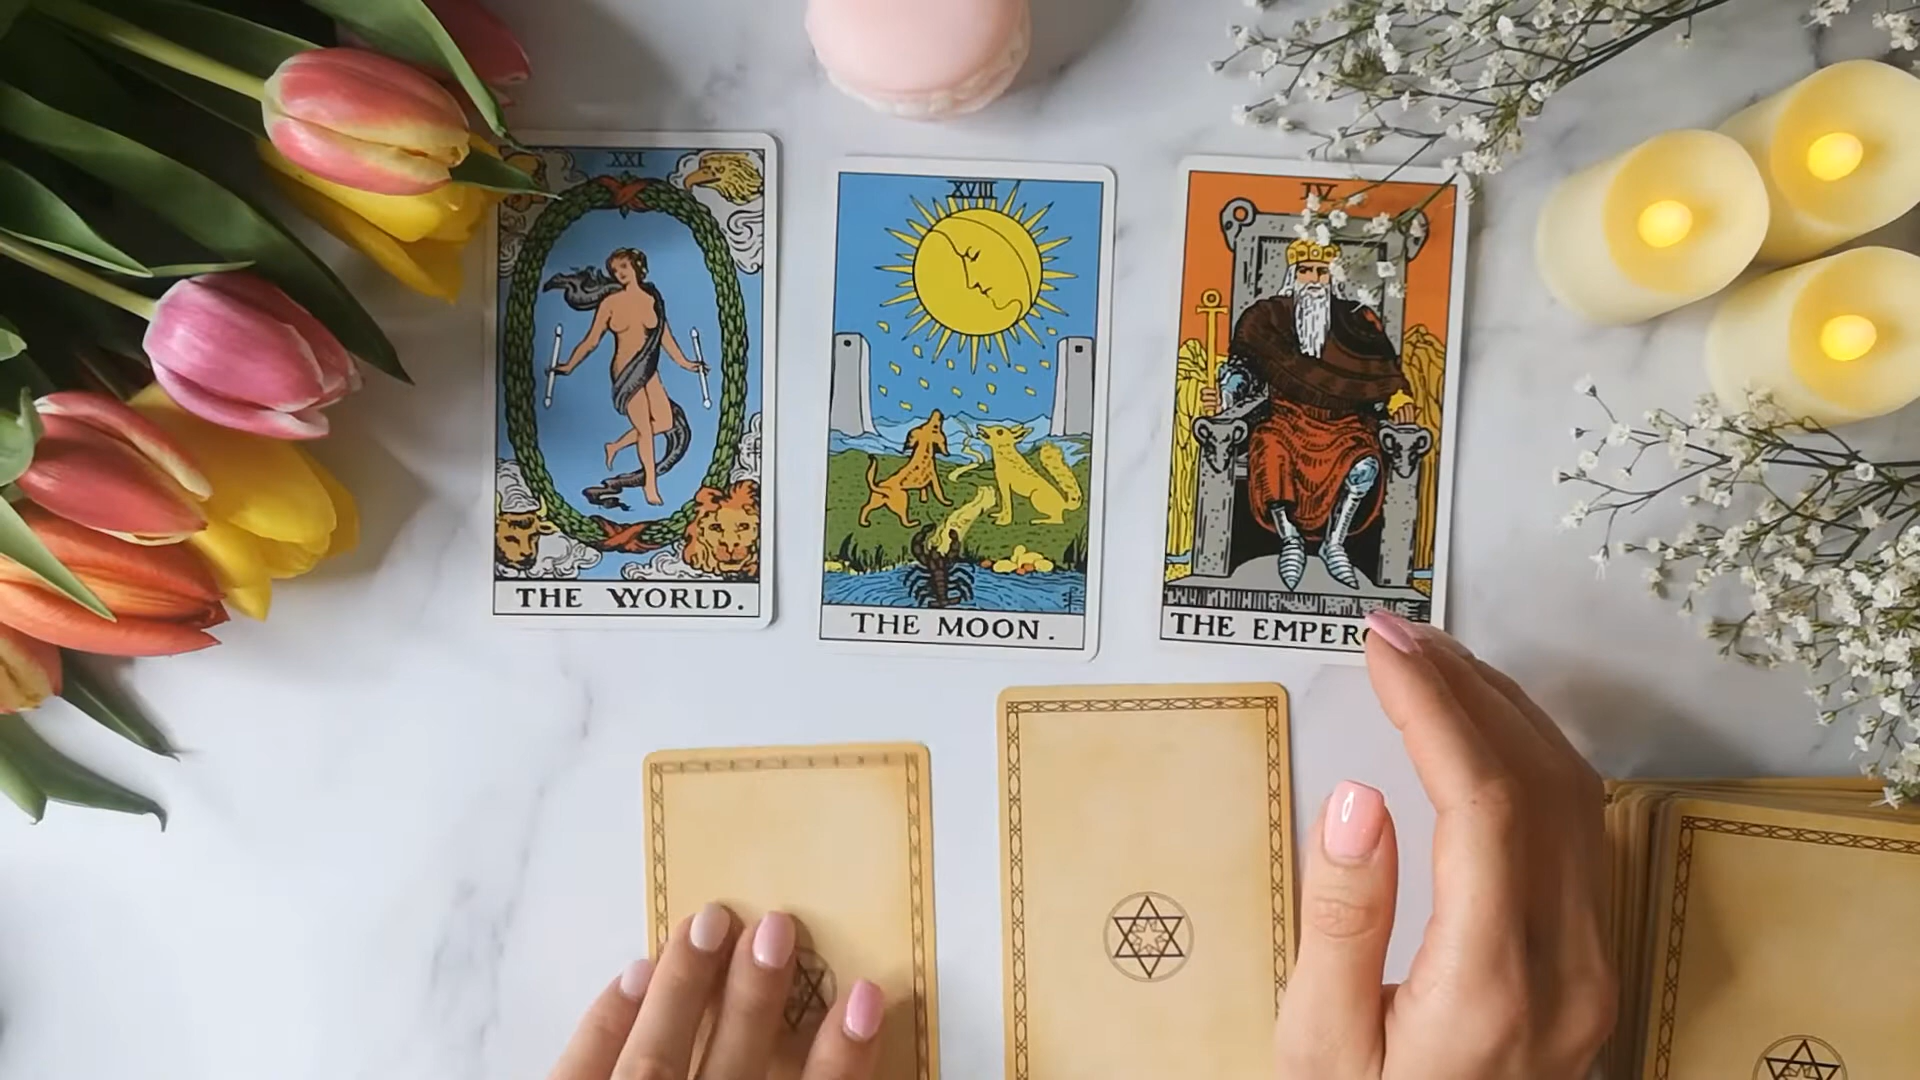 XXI
XVIII
IV
THE WORLD.
THE MOON.
THE EMPERO